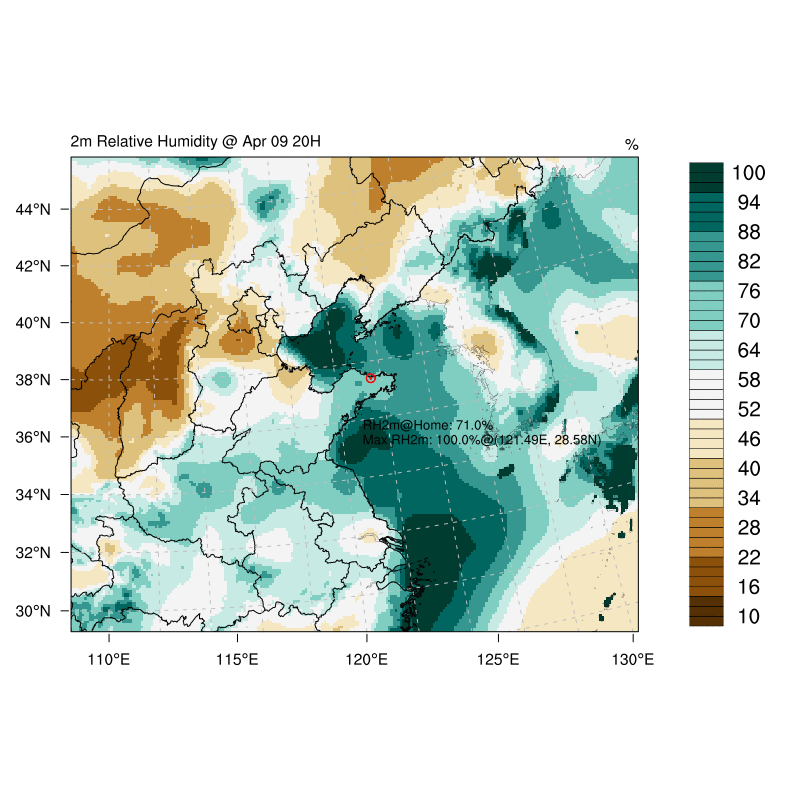 2m Relative Humidity @ Apr 09 20H
%
100
94
88
82
76
70
64
58
52
46
40
34
28
22
16
10
44°N
42°N
40°N
38°N
36°N
34°N
32°N
30°N
RH2m@Home: 71.0%
Max RH2m: 100.0%@(121.49E, 28.58N)
110°E 115°E 120°E 125°E 130°E